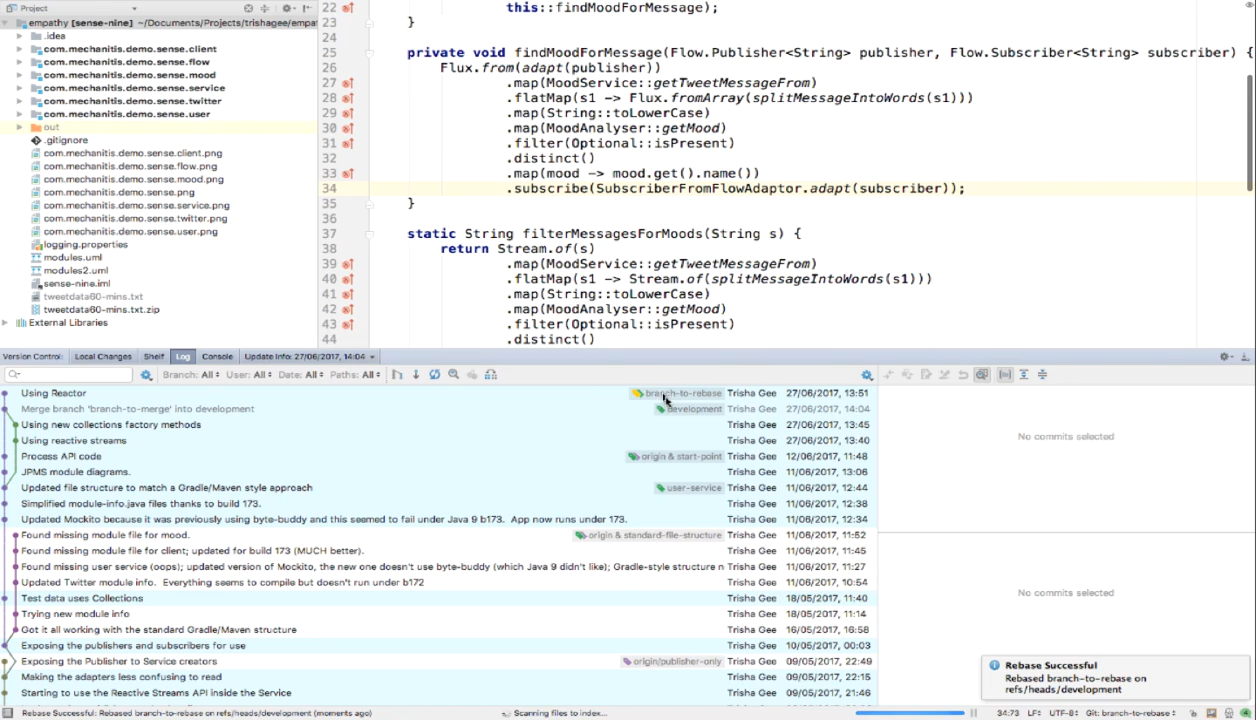 Project
empathy [sense-nine] ~/Documents/Projects/trishagee/empat
.idea
com.mechanitis.demo.sense.client
com.mechanitis.demo.sense.flow
com.mechanitis.demo.sense.mood
com.mechanitis.demo.sense.service
com.mechanitis.demo.sense.twitter
com.mechanitis.demo.sense.user
out
.gitignore
com.mechanitis.demo.sense.client.png
com.mechanitis.demo.sense.flow.png
com.mechanitis.demo.sense.mood.png
com.mechanitis.demo.sense.png
com.mechanitis.demo.sense.service.png
com.mechanitis.demo.sense.twitter.png
com.mechanitis.demo.sense.user.png
logging.properties
modules.uml
modules2.uml
sense-nine.iml
tweetdata60-mins.txt
tweetdata60-mins.txt.zip
External Libraries
22 this::findMoodForMessage);
23 }
24
25 private void findMoodForMessage(Flow.Publisher<String> publisher, Flow.Subscriber<String> subscriber) {
26 Flux.from(adapt(publisher))
27 .map(MoodService::getTweetMessageFrom)
28 .flatMap(s1 -> Flux.fromArray(splitMessageIntoWords(s1)))
29 .map(String::toLowerCase)
30 .map(MoodAnalyser::getMood)
31 .filter(Optional::isPresent)
32 .distinct()
33 .map(mood -> mood.get().name())
34 .subscribe(SubscriberFromFlowAdaptor.adapt(subscriber));
35 }
36
37 static String filterMessagesForMoods(String s) {
38 return Stream.of(s)
39 .map(MoodService::getTweetMessageFrom)
40 .flatMap(s1 -> Stream.of(splitMessageIntoWords(s1)))
41 .map(String::toLowerCase)
42 .map(MoodAnalyser::getMood)
43 .filter(Optional::isPresent)
44 .distinct()
Version Control: Local Changes Shelf Log Console Update Info: 27/06/2017, 14:04
Branch: All User: All Date: All Paths: All
Using Reactor branch-to-rebase Trisha Gee 27/06/2017, 13:51
Merge branch 'branch-to-merge' into development development Trisha Gee 27/06/2017, 14:04
Using new collections factory methods Trisha Gee 27/06/2017, 13:45
Using reactive streams Trisha Gee 27/06/2017, 13:40
Process API code origin & start-point Trisha Gee 12/06/2017, 11:48
JPMS module diagrams. Trisha Gee 11/06/2017, 13:06
Updated file structure to match a Gradle/Maven style approach user-service Trisha Gee 11/06/2017, 12:44
Simplified module-info.java files thanks to build 173. Trisha Gee 11/06/2017, 12:38
Updated Mockito because it was previously using byte-buddy and this seemed to fail under Java 9 b173. App now runs under 173. Trisha Gee 11/06/2017, 12:34
Found missing module file for mood. origin & standard-file-structure Trisha Gee 11/06/2017, 11:52
Found missing module file for client; updated for build 173 (MUCH better). Trisha Gee 11/06/2017, 11:45
Found missing user service (oops); updated version of Mockito, the new one doesn't use byte-buddy (which Java 9 didn't like); Gradle-style structure n Trisha Gee 11/06/2017, 11:27
Updated Twitter module info. Everything seems to compile but doesn't run under b172 Trisha Gee 11/06/2017, 10:54
Test data uses Collections Trisha Gee 18/05/2017, 11:40
Trying new module info Trisha Gee 18/05/2017, 11:14
Got it all working with the standard Gradle/Maven structure Trisha Gee 16/05/2017, 16:58
Exposing the publishers and subscribers for use Trisha Gee 10/05/2017, 00:03
Exposing the Publisher to Service creators origin/publisher-only Trisha Gee 09/05/2017, 22:49
Making the adapters less confusing to read Trisha Gee 09/05/2017, 22:15
Starting to use the Reactive Streams API inside the Service Trisha Gee 09/05/2017, 21:46
No commits selected
No commits selected
Rebase Successful
Rebased branch-to-rebase on
refs/heads/development
Rebase Successful: Rebased branch-to-rebase on refs/heads/development (moments ago) Scanning files to index... 34:73 LF÷ UTF-8÷ Git: branch-to-rebase